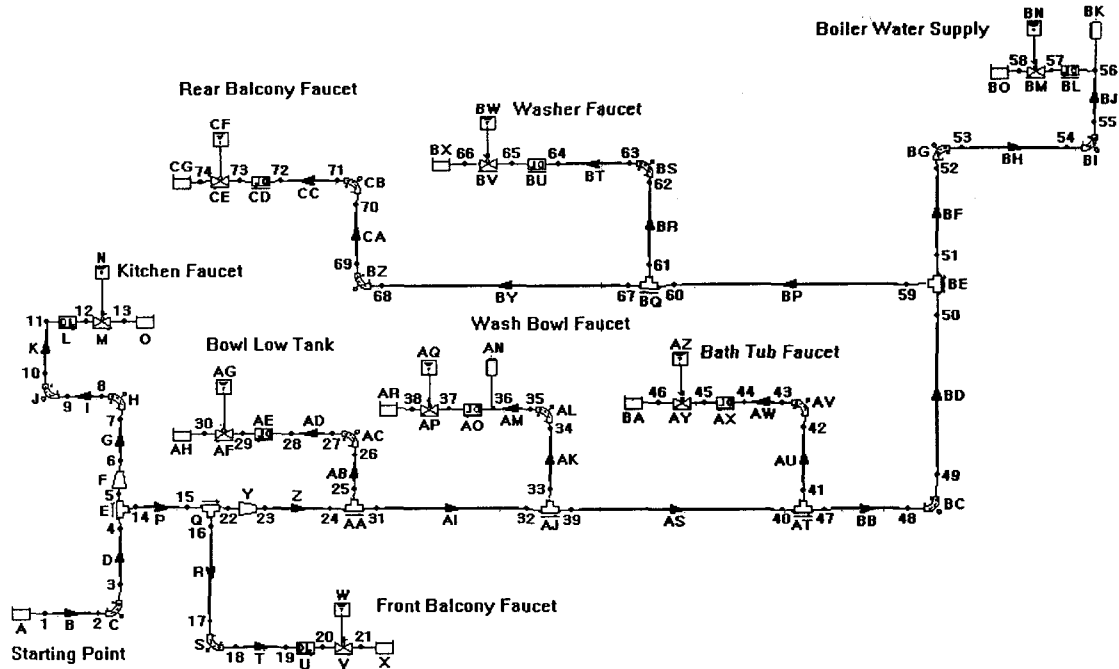 BN BK
Boiler Water Supply
58 57 56
BO BM BL
BJ
55
Rear Balcony Faucet
Washer Faucet
CF BW
BX 66 65 64 63 BS
BV BU BT 62
BG 53 54
BH BI
52
CG 74 73 72 71 CB
CE CD CC 70
CA BR BF
69 BZ 61 51
68 BY 67 BQ 60 BP 59 BE
50
N Kitchen Faucet
11 12 13
L M O
K
10
J 9 I 8 H
7
G
6
F
5
Wash Bowl Faucet
Bowl Low Tank
Bath Tub Faucet
AQ AN AZ
AR 38 37 36 35 AL
AP AO AM 34
BA 46 45 44 43 AV
AY AX AW 42
AG
30 29 AE 28 AD 27 AC
AH AF 26
AB AK AU BD
25 33 41 49
E 14 P 15 Q 22 Y 23 Z 24 AA 31 AI 32 AJ 39 AS 40 AT 47 BB 48 BC
4 16
D R
3 17
A 1 B 2 C
Starting Point
S 18 T 19 U 20 V 21 X
W Front Balcony Faucet